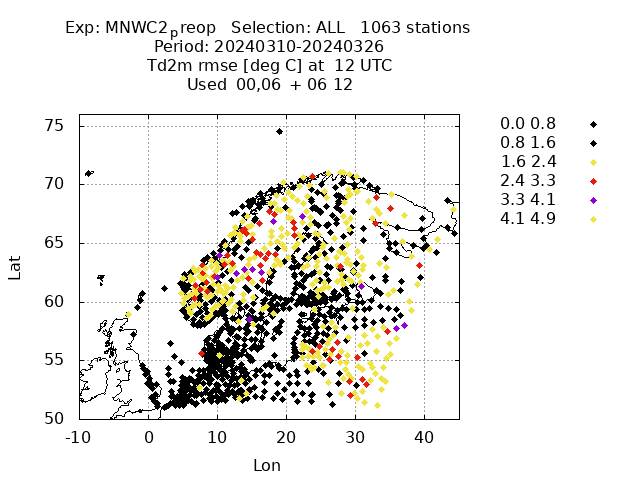 Exp: MNWC2preop   Selection: ALL   1063 stations
Period: 20240310-20240326
Td2m rmse [deg C] at  12 UTC
Used  00,06  + 06 12
0.0 0.8
0.8 1.6
1.6 2.4
2.4 3.3
3.3 4.1
4.1 4.9
75
70
65
60
55
50
Lat
-10 0 10 20 30 40
Lon